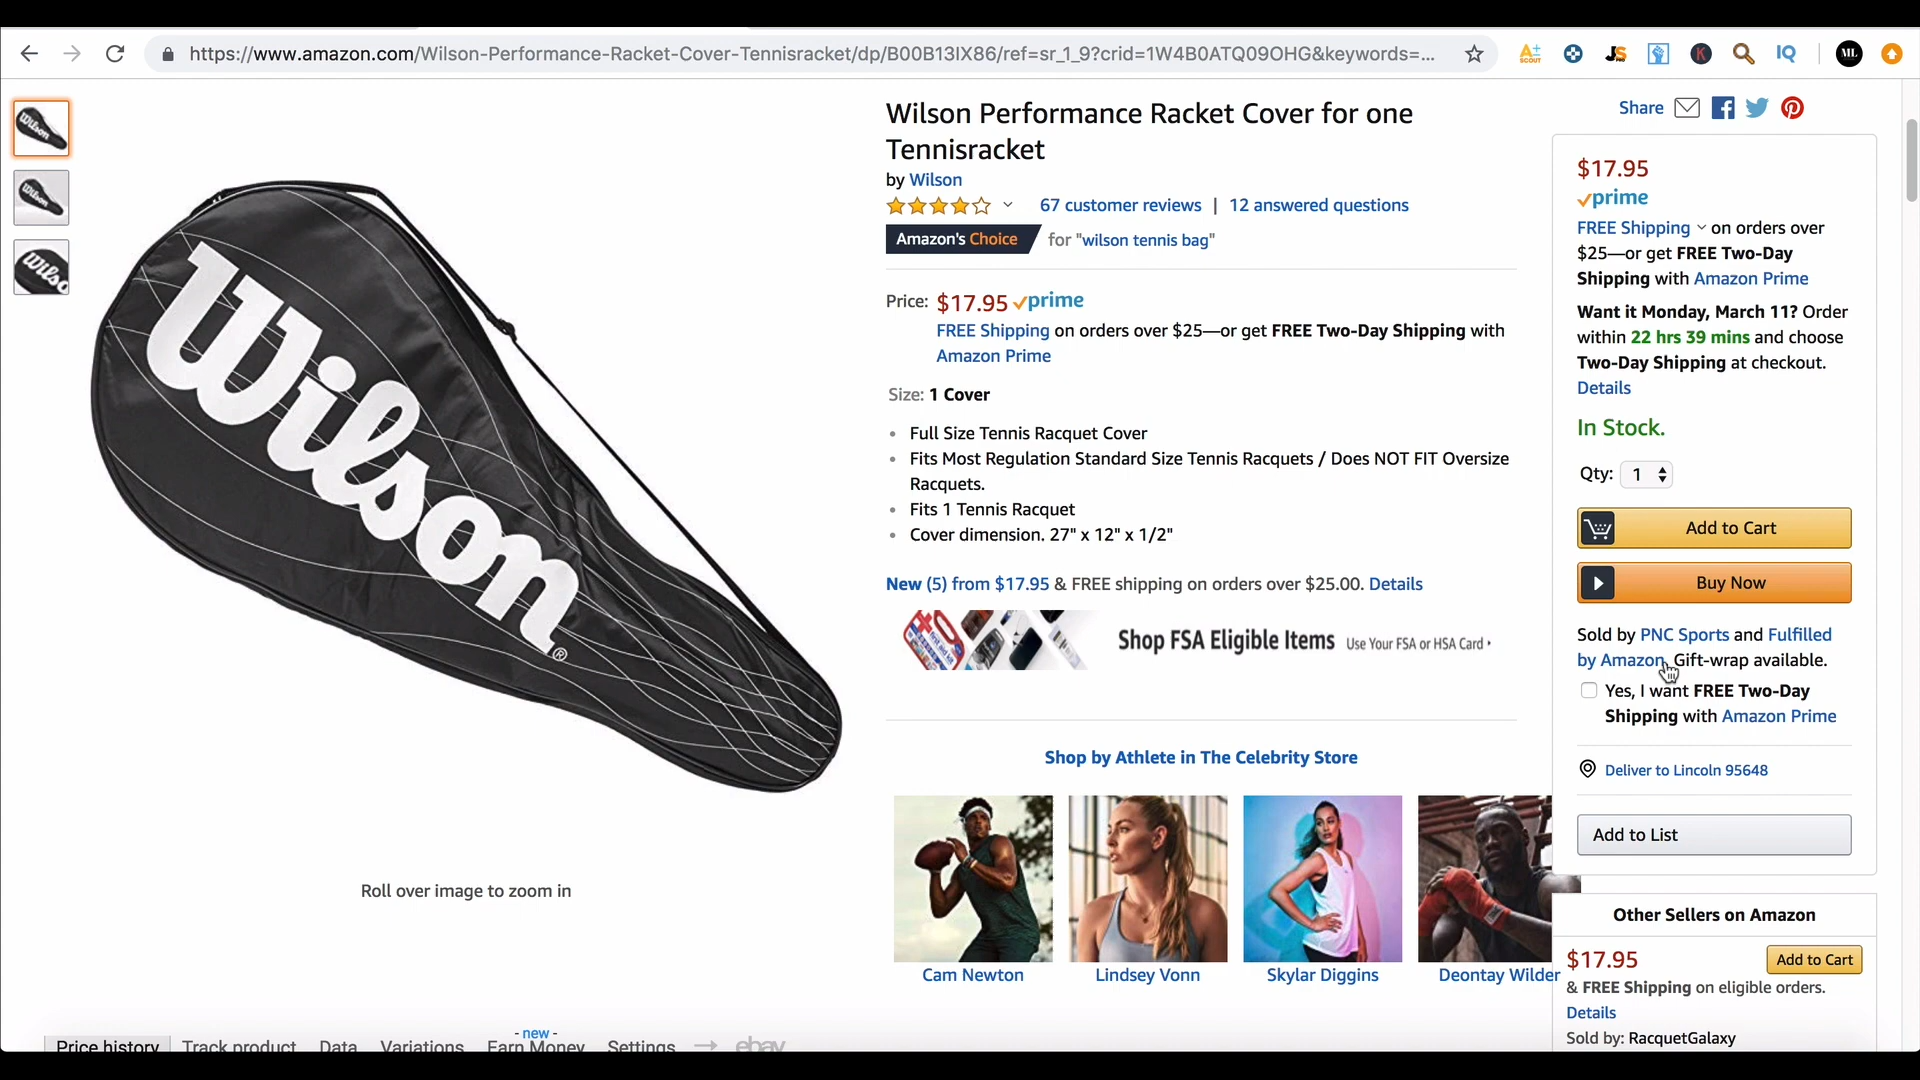 https://www.amazon.com/Wilson-Performance-Racket-Cover-Tennisracket/dp/B00B13IX86/ref=sr_1_9?crid=1W4B0ATQ09OHG&keywords=...
A±
SCOUT
JS
K
IQ
ML
Wilson
Wilson
Wilson
Wilson®
Roll over image to zoom in
Wilson Performance Racket Cover for one
Tennisracket
by Wilson
67 customer reviews | 12 answered questions
Amazon's Choice for "wilson tennis bag"
Price: $17.95 prime
FREE Shipping on orders over $25—or get FREE Two-Day Shipping with
Amazon Prime
Size: 1 Cover
• Full Size Tennis Racquet Cover
• Fits Most Regulation Standard Size Tennis Racquets / Does NOT FIT Oversize
Racquets.
• Fits 1 Tennis Racquet
• Cover dimension. 27" x 12" x 1/2"
New (5) from $17.95 & FREE shipping on orders over $25.00. Details
Shop FSA Eligible Items Use Your FSA or HSA Card ▸
Shop by Athlete in The Celebrity Store
Cam Newton
Lindsey Vonn
Skylar Diggins
Deontay Wilder
Share
$17.95
prime
FREE Shipping on orders over
$25—or get FREE Two-Day
Shipping with Amazon Prime
Want it Monday, March 11? Order
within 22 hrs 39 mins and choose
Two-Day Shipping at checkout.
Details
In Stock.
Qty: 1
Add to Cart
Buy Now
Sold by PNC Sports and Fulfilled
by Amazon. Gift-wrap available.
Yes, I want FREE Two-Day
Shipping with Amazon Prime
Deliver to Lincoln 95648
Add to List
Other Sellers on Amazon
$17.95
Add to Cart
& FREE Shipping on eligible orders.
Details
Sold by: RacquetGalaxy
- new -
Price history
Track product
Data
Variations
Earn Money
Settings
ebay